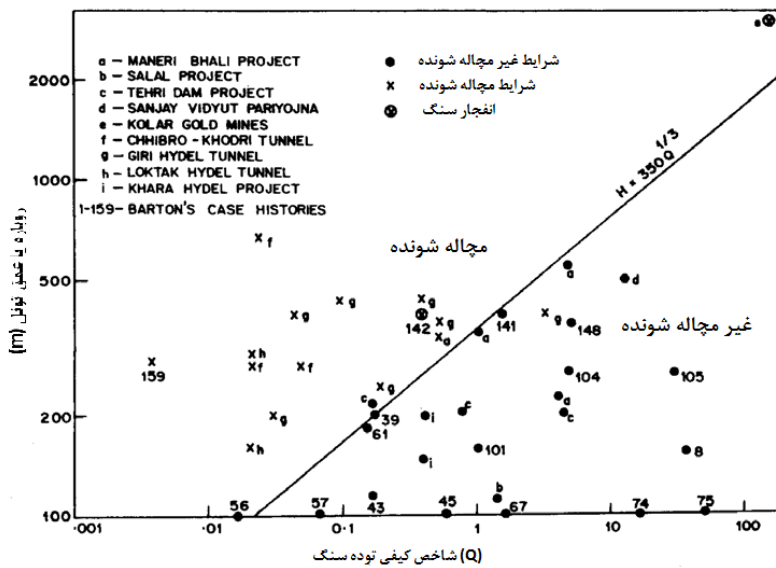 a – MANERI BHALI PROJECT
b – SALAL PROJECT
c – TEHRI DAM PROJECT
d – SANJAY VIDYUT PARIYOJNA
e – KOLAR GOLD MINES
f – CHHIBRO - KHODRI TUNNEL
g – GIRI HYDEL TUNNEL
h – LOKTAK HYDEL TUNNEL
i – KHARA HYDEL PROJECT
1-159 – BARTON'S CASE HISTORIES
شرایط غیر مچاله شونده
شرایط مچاله شونده
انفجار سنگ
e
H = 350 Q 1/3
مچاله شونده
غیر مچاله شونده
2000
1000
500
200
100
روباره یا عمق تونل (m)
f
a
d
g
g
g
142
g
a
141
a
g
148
159
h
f
f
c
g
39
61
i
c
104
a
c
105
g
h
i
101
8
56
57
43
45
b
67
74
75
·001
·01
0·1
1
10
100
شاخص کیفی توده سنگ (Q)